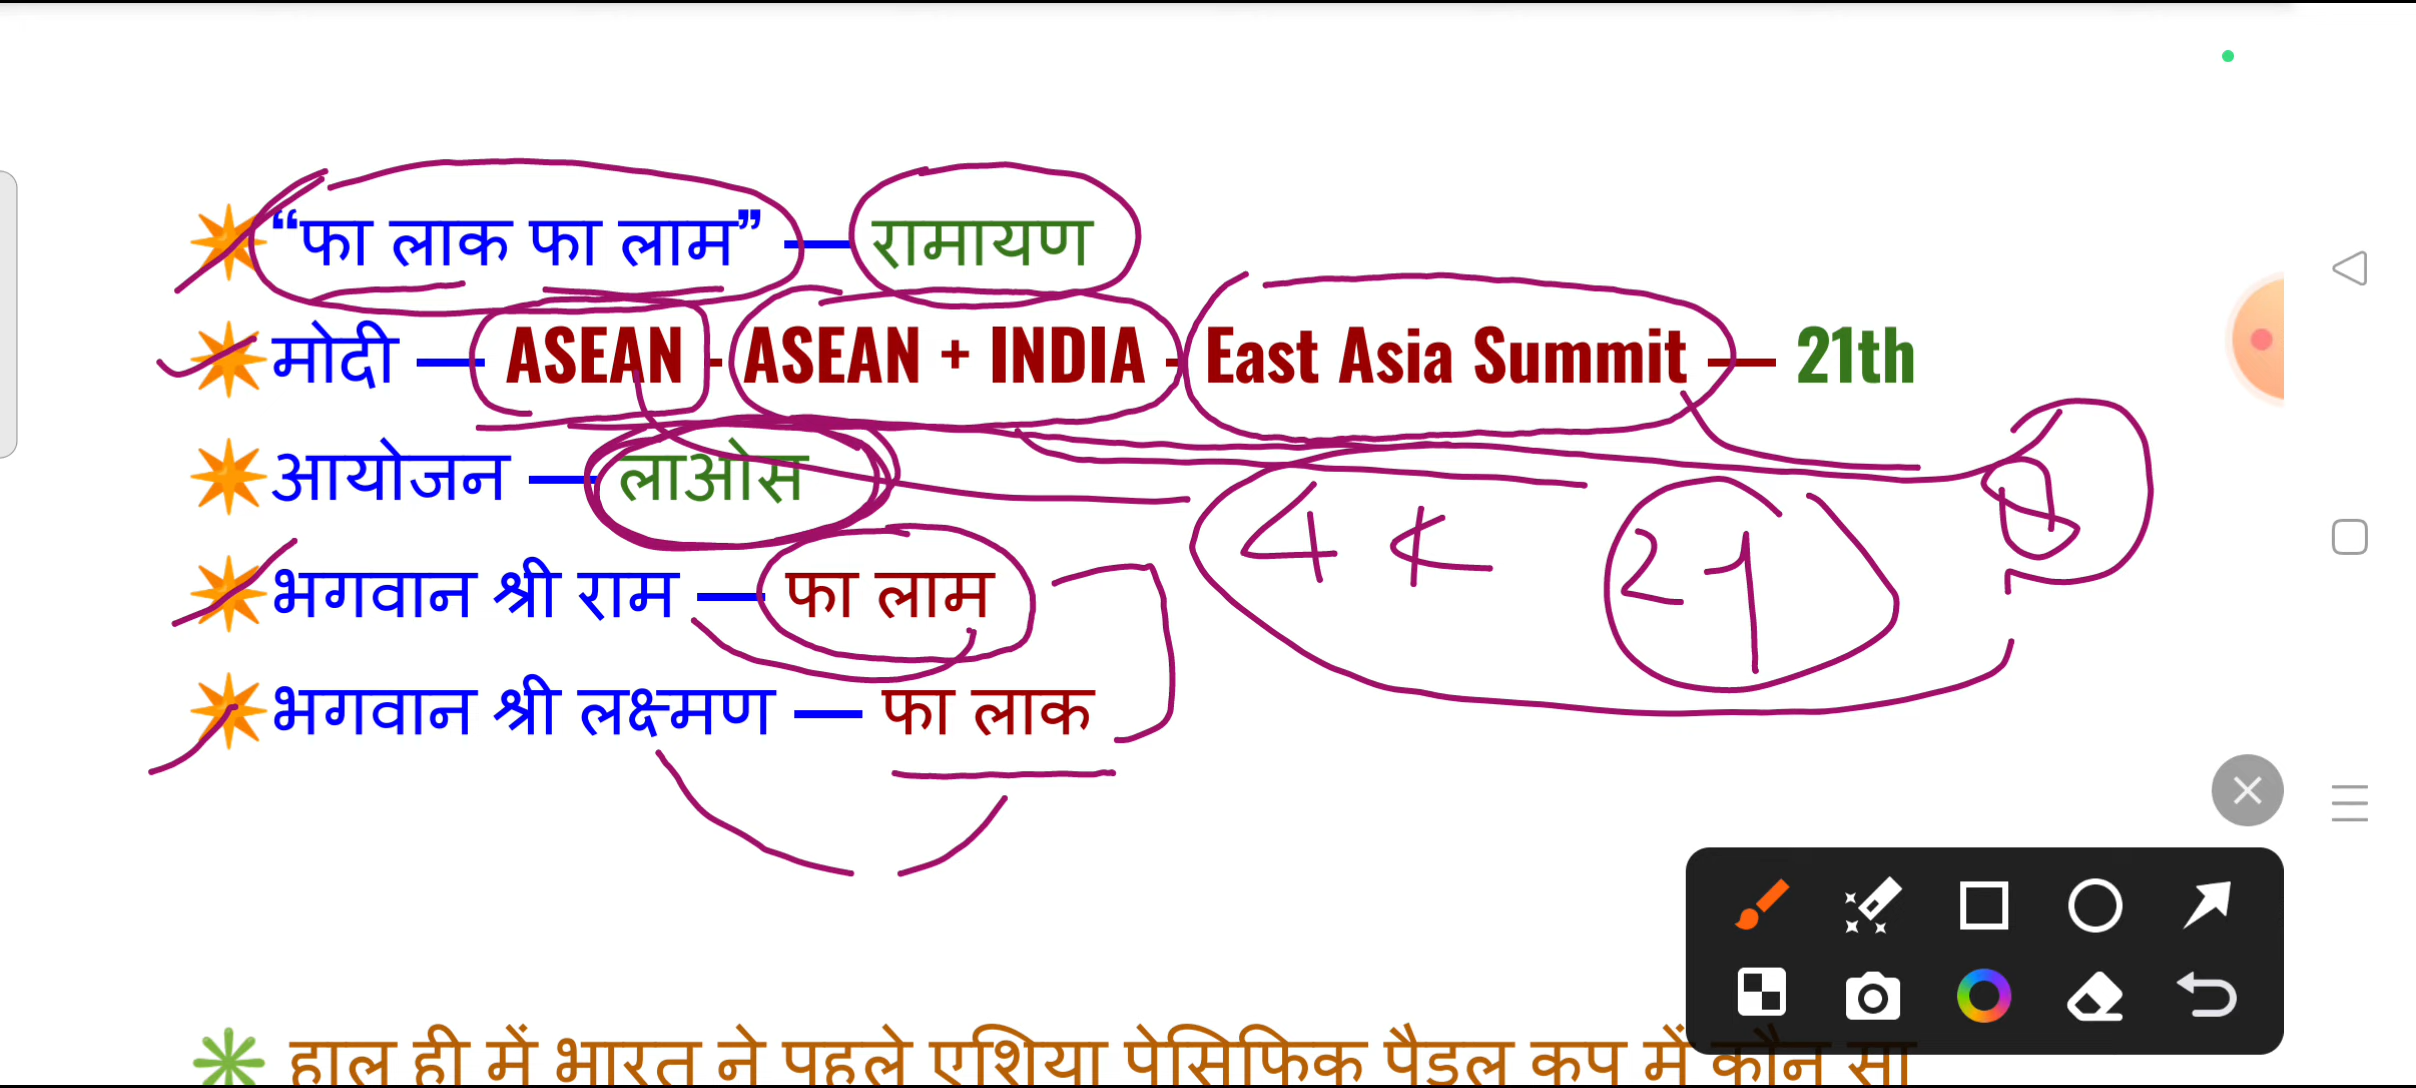 “फा लाक फा लाम” — रामायण
मोदी — ASEAN - ASEAN + INDIA - East Asia Summit — 21th
आयोजन — लाओस
4 21
भगवान श्री राम — फा लाम
भगवान श्री लक्ष्मण — फा लाक
हाल ही में भारत ने पहले एशिया पेसिफिक पैडल कप में कौन सा